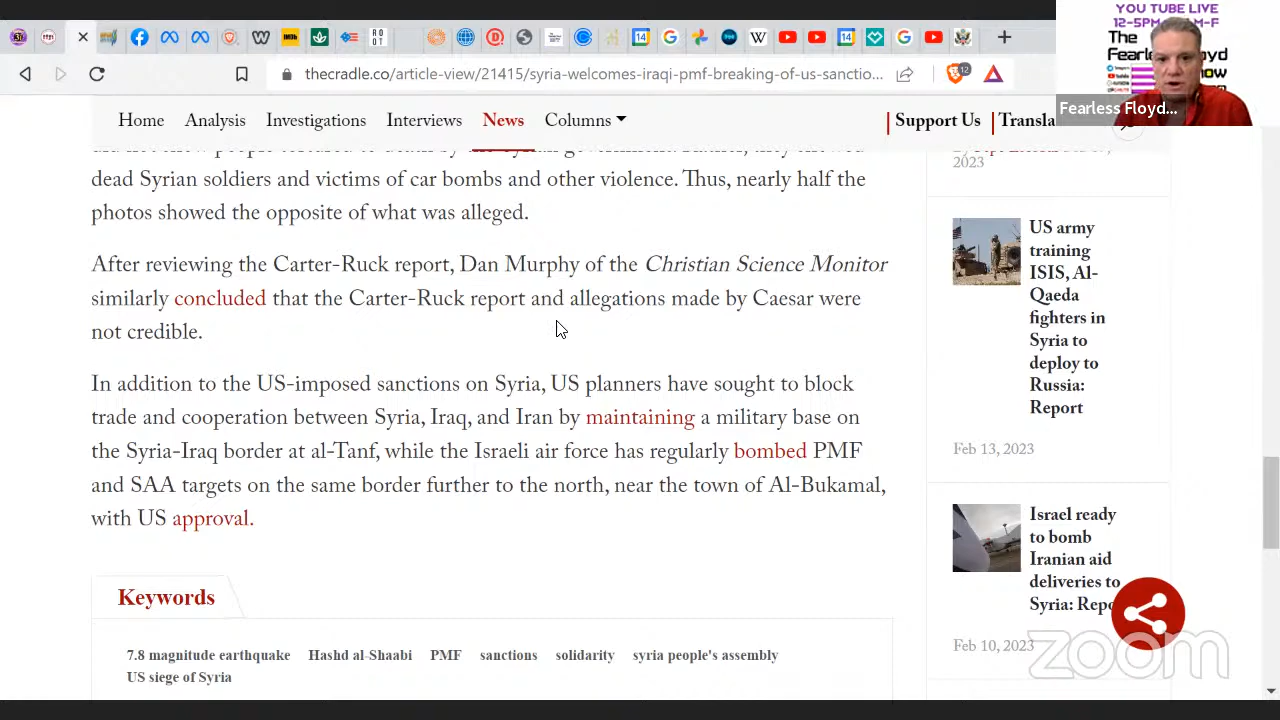 YOU TUBE LIVE
12-5PM
M-F
The
Fearless Floyd...
thecradle.co/article-view/21415/syria-welcomes-iraqi-pmf-breaking-of-us-sanctio...
12
Home Analysis Investigations Interviews News Columns
Support Us
dead Syrian soldiers and victims of car bombs and other violence. Thus, nearly half the
photos showed the opposite of what was alleged.
After reviewing the Carter-Ruck report, Dan Murphy of the Christian Science Monitor
similarly concluded that the Carter-Ruck report and allegations made by Caesar were
not credible.
In addition to the US-imposed sanctions on Syria, US planners have sought to block
trade and cooperation between Syria, Iraq, and Iran by maintaining a military base on
the Syria-Iraq border at al-Tanf, while the Israeli air force has regularly bombed PMF
and SAA targets on the same border further to the north, near the town of Al-Bukamal,
with US approval.
Keywords
7.8 magnitude earthquake Hashd al-Shaabi PMF sanctions solidarity syria people's assembly
US siege of Syria
2023
US army
training
ISIS, Al-
Qaeda
fighters in
Syria to
deploy to
Russia:
Report
Feb 13, 2023
Israel ready
to bomb
Iranian aid
deliveries to
Syria: Repo
Feb 10, 2023
zoom